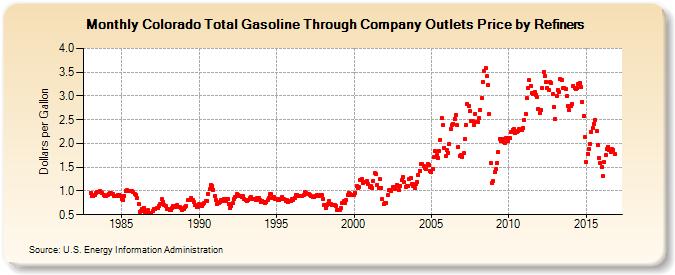 Monthly Colorado Total Gasoline Through Company Outlets Price by Refiners
Dollars per Gallon
4.0
3.5
3.0
2.5
2.0
1.5
1.0
0.5
1985 1990 1995 2000 2005 2010 2015
Source: U.S. Energy Information Administration